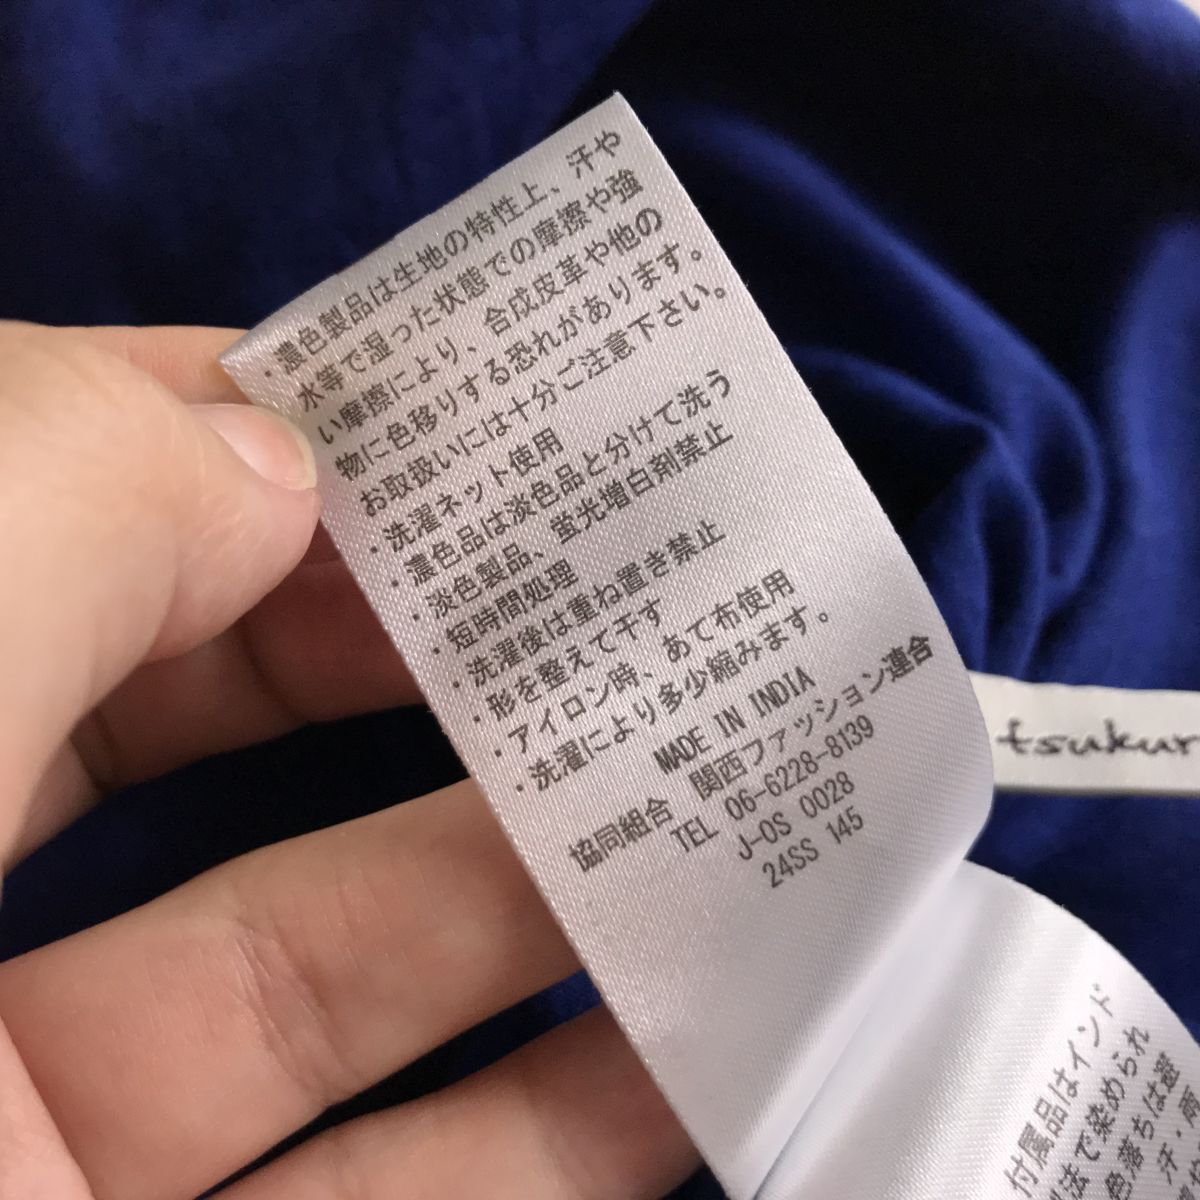 ・濃色製品は生地の特性上、汗や
水等で湿った状態での摩擦や強
い摩擦により、合成皮革や他の
物に色移りする恐れがあります。
お取扱いには十分ご注意下さい。
・洗濯ネット使用
・濃色品は淡色品と分けて洗う
・淡色製品、蛍光増白剤禁止
・短時間処理
・洗濯後は重ね置き禁止
・形を整えて干す
・アイロン時、あて布使用
・洗濯により多少縮みます。
MADE IN INDIA
協同組合 関西ファッション連合
TEL 06-6228-8139
J-OS 0028
24SS 145
tsukur
付属品はインド
法で染められ
色落ちは避
汗・雨